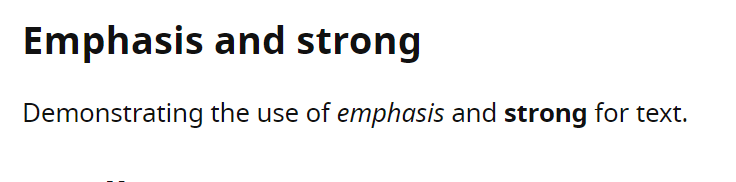 Emphasis and strong
Demonstrating the use of emphasis and strong for text.